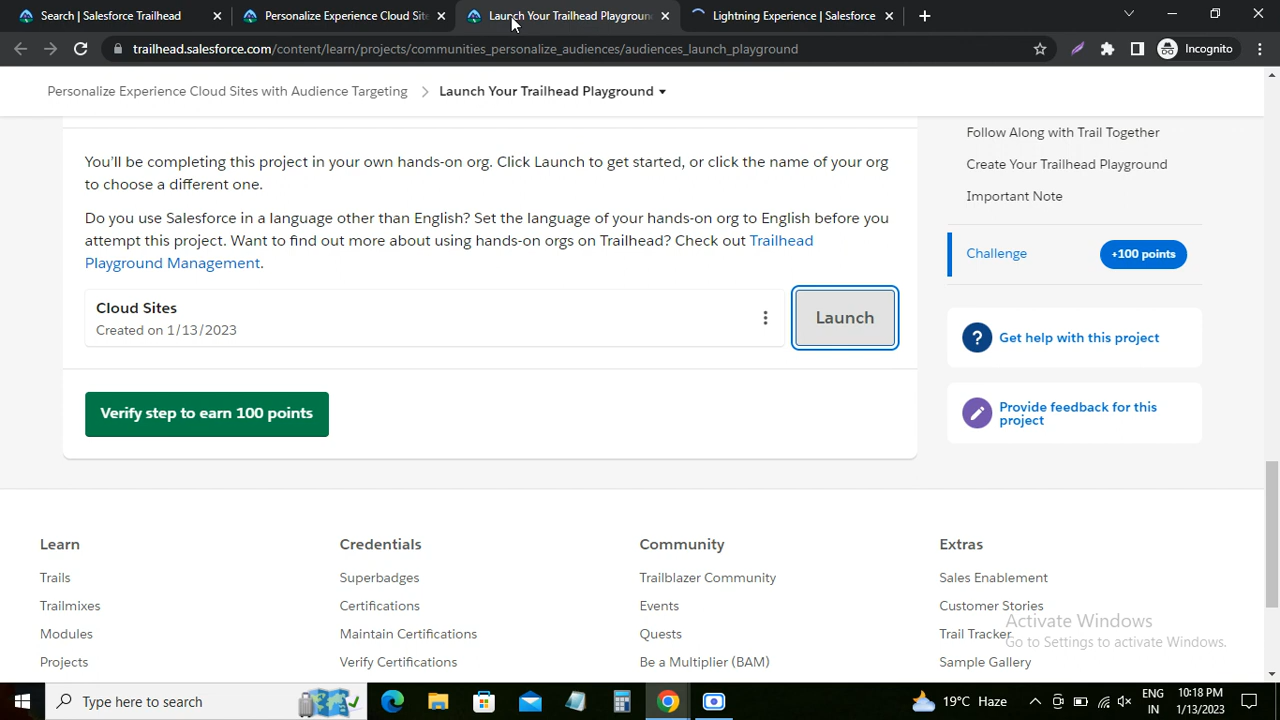 Search | Salesforce Trailhead
Personalize Experience Cloud Sit
Launch Your Trailhead Playgroun
Lightning Experience | Salesforce
trailhead.salesforce.com/content/learn/projects/communities_personalize_audiences/audiences_launch_playground
Incognito
Personalize Experience Cloud Sites with Audience Targeting > Launch Your Trailhead Playground
You'll be completing this project in your own hands-on org. Click Launch to get started, or click the name of your org
to choose a different one.
Do you use Salesforce in a language other than English? Set the language of your hands-on org to English before you
attempt this project. Want to find out more about using hands-on orgs on Trailhead? Check out Trailhead
Playground Management.
Cloud Sites
Created on 1/13/2023
Launch
Verify step to earn 100 points
Follow Along with Trail Together
Create Your Trailhead Playground
Important Note
Challenge
+100 points
? Get help with this project
Provide feedback for this
project
Learn
Trails
Trailmixes
Modules
Projects
Credentials
Superbadges
Certifications
Maintain Certifications
Verify Certifications
Community
Trailblazer Community
Events
Quests
Be a Multiplier (BAM)
Extras
Sales Enablement
Customer Stories
Trail Tracker
Sample Gallery
Activate Windows
Go to Settings to activate Windows.
Type here to search
19°C Haze
ENG
IN
10:18 PM
1/13/2023